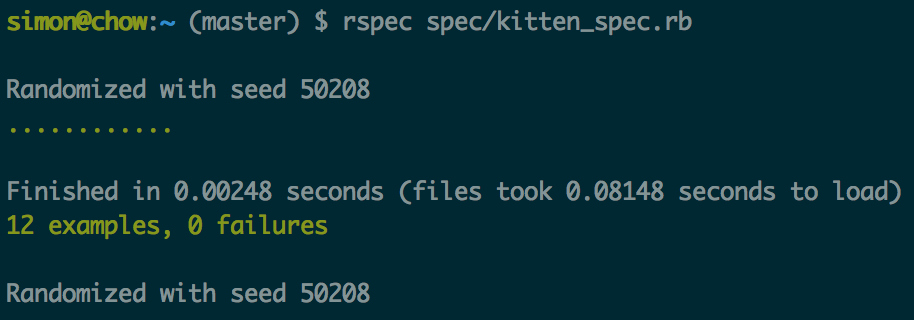 simon@chow:~ (master) $ rspec spec/kitten_spec.rb
Randomized with seed 50208
............
Finished in 0.00248 seconds (files took 0.08148 seconds to load)
12 examples, 0 failures
Randomized with seed 50208